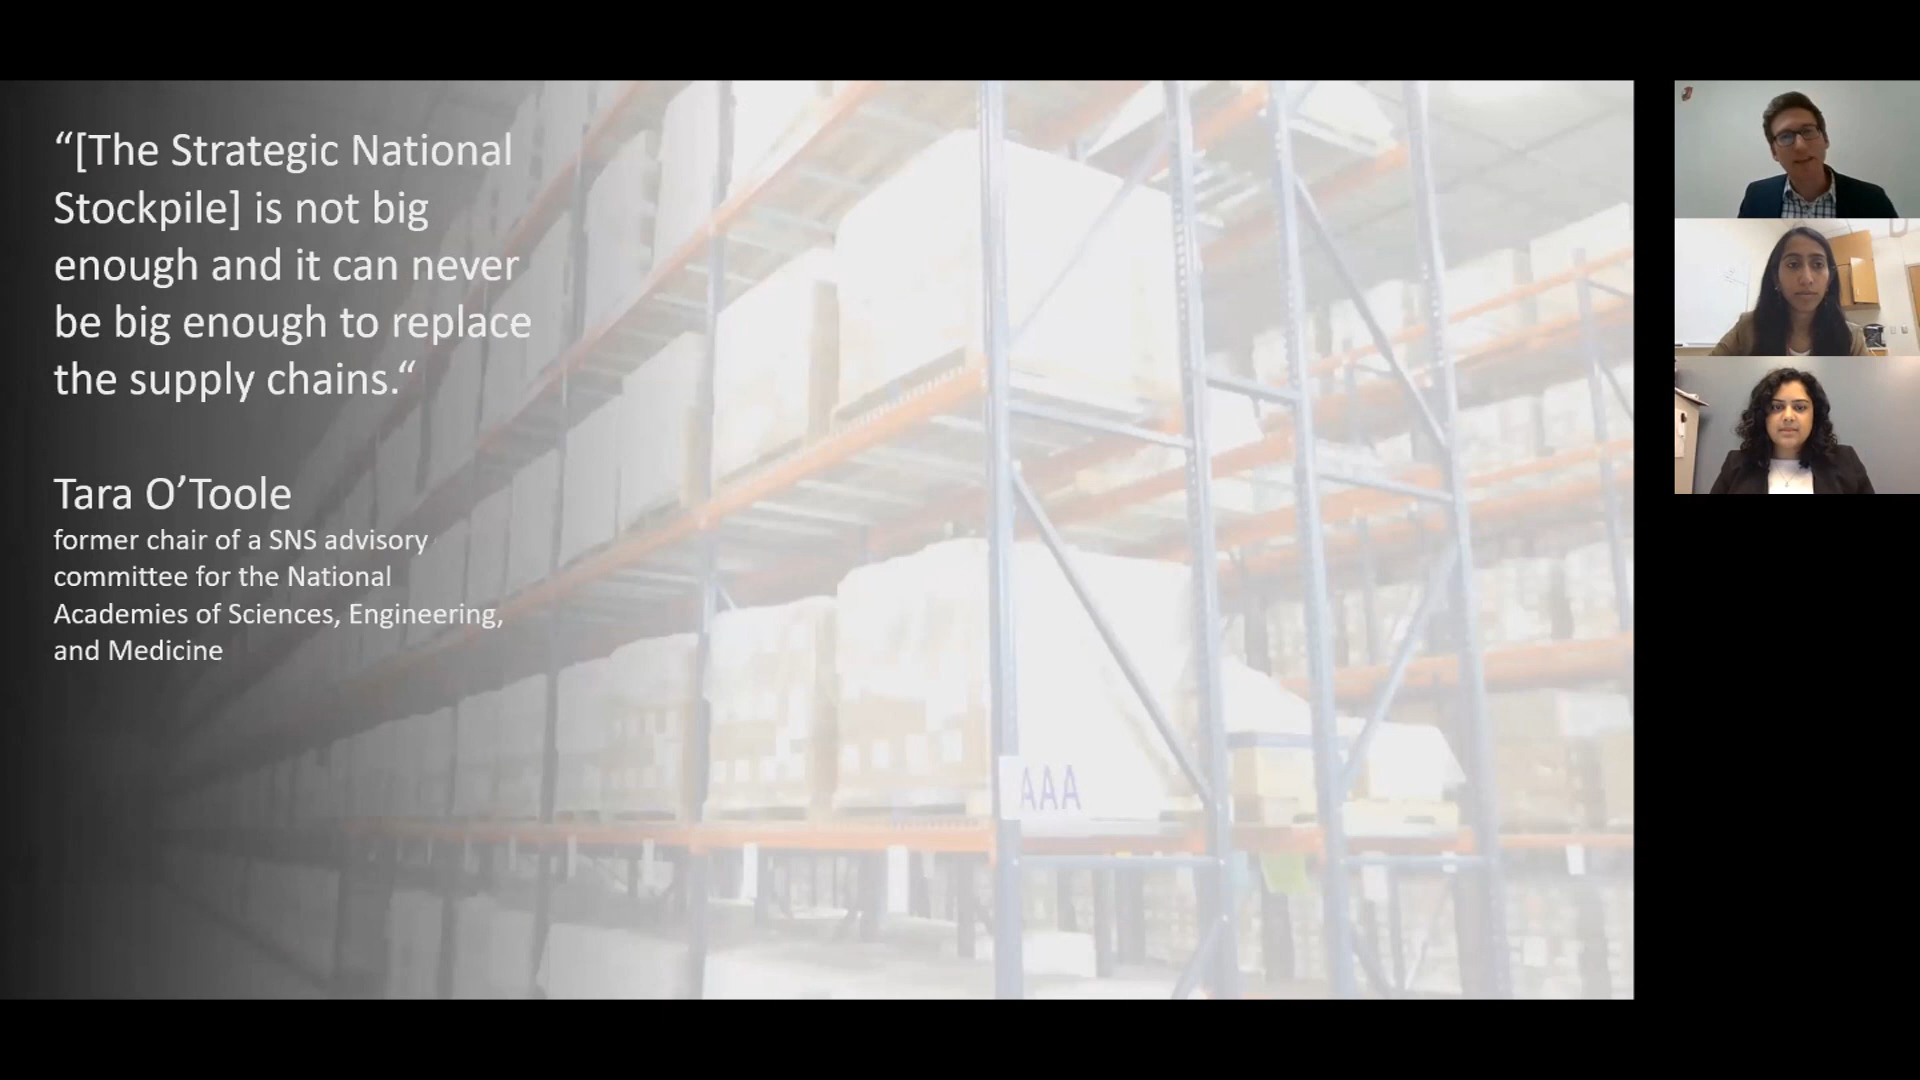 “[The Strategic National
Stockpile] is not big
enough and it can never
be big enough to replace
the supply chains.“
Tara O’Toole
former chair of a SNS advisory
committee for the National
Academies of Sciences, Engineering,
and Medicine
AAA